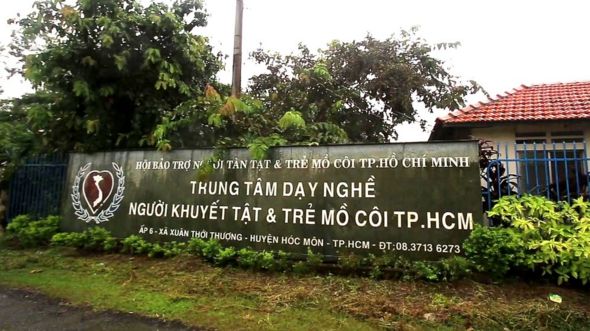 HỘI BẢO TRỢ NGƯỜI TÀN TẬT & TRẺ MỒ CÔI TP.HỒ CHÍ MINH
TRUNG TÂM DẠY NGHỀ
NGƯỜI KHUYẾT TẬT & TRẺ MỒ CÔI TP.HCM
ẤP 6 - XÃ XUÂN THỚI THƯỢNG - HUYỆN HÓC MÔN - TP.HCM - ĐT:08.3713 6273